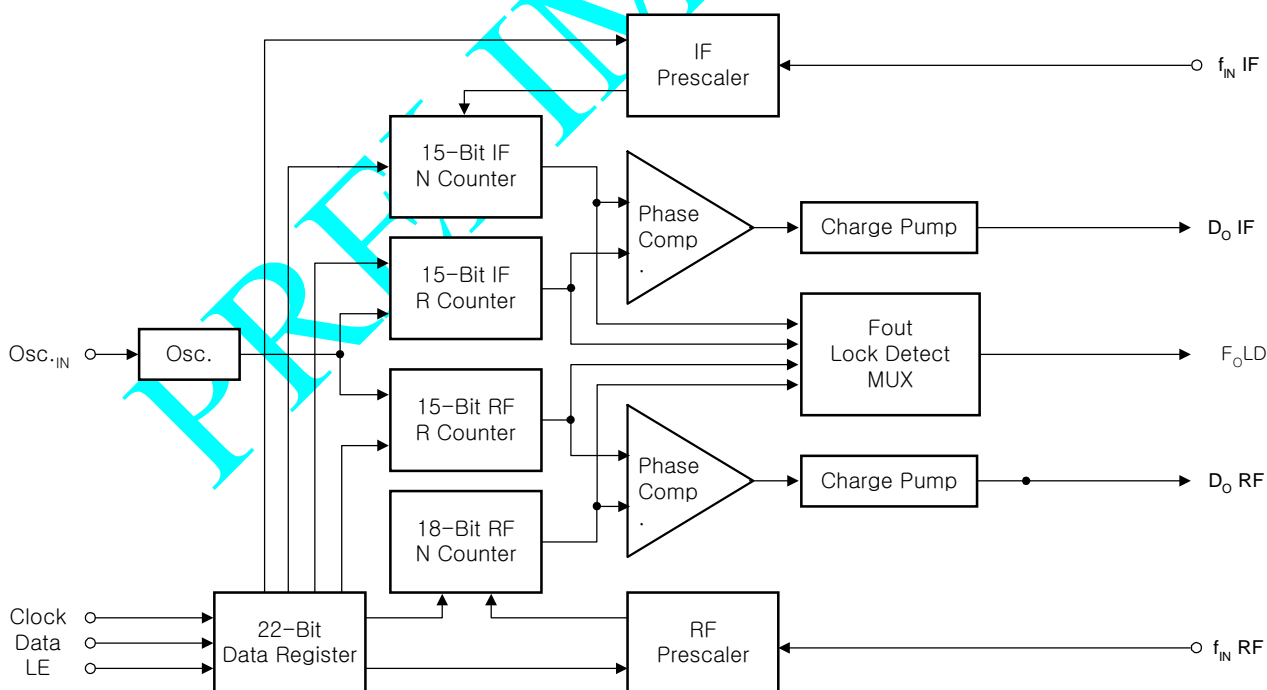 IF
Prescaler
f_IN IF
15-Bit IF
N Counter
Phase
Comp
.
Charge Pump
D_O IF
15-Bit IF
R Counter
Fout
Lock Detect
MUX
F_OLD
Osc._IN
Osc.
15-Bit RF
R Counter
Phase
Comp
.
Charge Pump
D_O RF
18-Bit RF
N Counter
Clock
Data
LE
22-Bit
Data Register
RF
Prescaler
f_IN RF